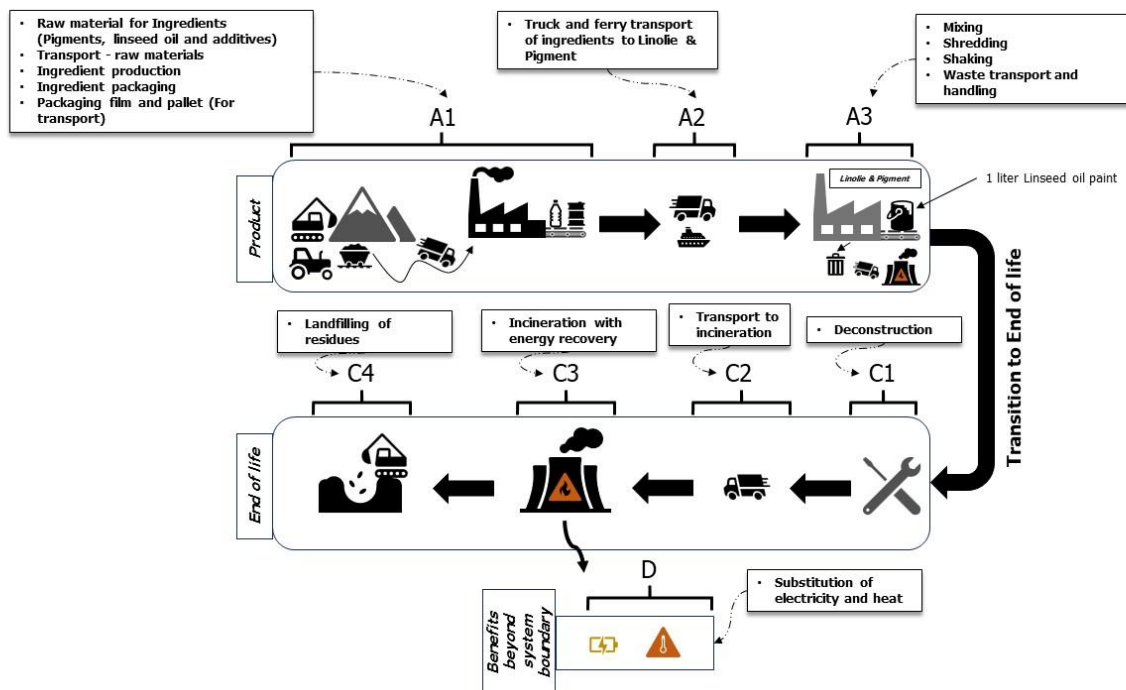 • Raw material for Ingredients
(Pigments, linseed oil and additives)
• Transport - raw materials
• Ingredient production
• Ingredient packaging
• Packaging film and pallet (For
transport)
• Truck and ferry transport
of ingredients to Linolie &
Pigment
• Mixing
• Shredding
• Shaking
• Waste transport and
handling
A1
A2
A3
Product
Linolie & Pigment
1 liter Linseed oil paint
Transition to End of life
• Landfilling of
residues
• Incineration with
energy recovery
• Transport to
incineration
• Deconstruction
C4
C3
C2
C1
End of life
D
Benefits
beyond
system
boundary
• Substitution of
electricity and heat